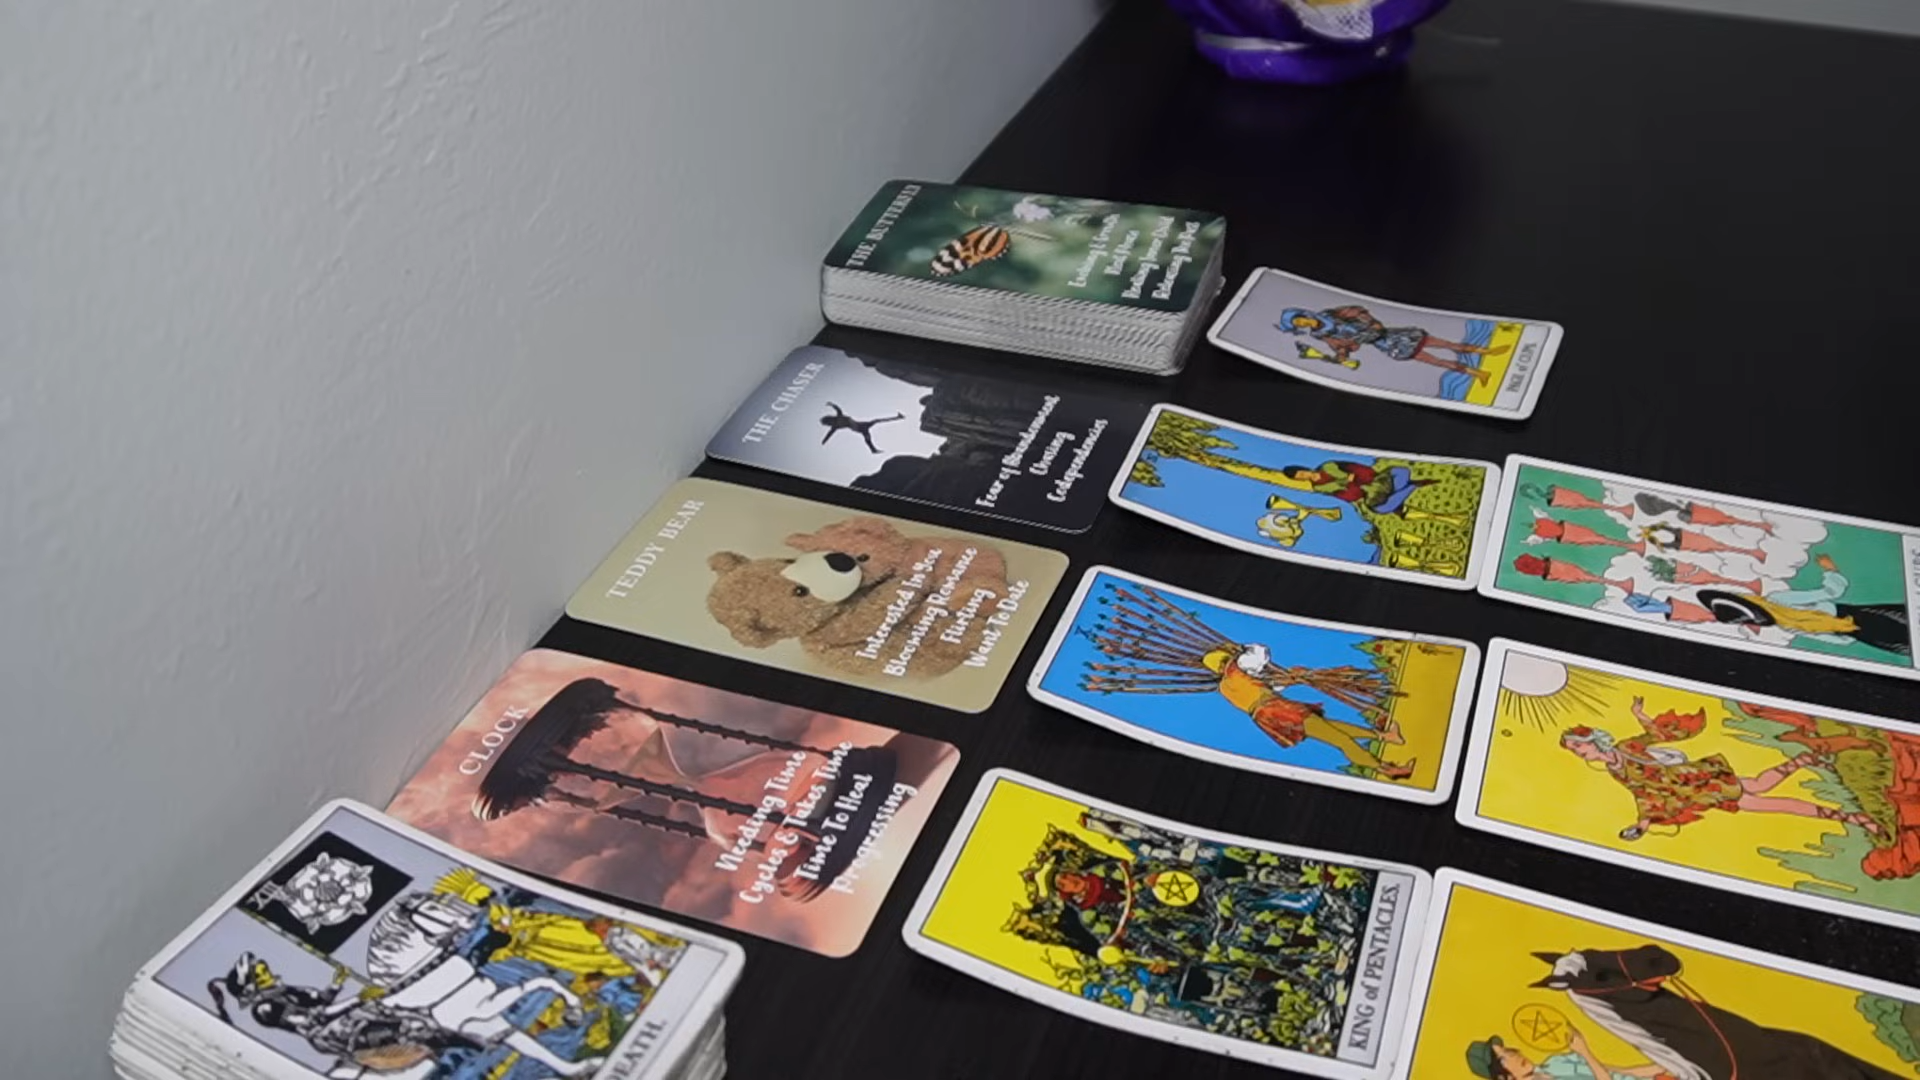 THE BUTTERFLY
Evolving & Growth
Healing Inner Child
Releasing The Past
PAGE of CUPS.
THE CHASER
Fear of Abandonment
Chasing
Codependencies
TEDDY BEAR
Interested In You
Blooming Romance
Flirting
Want To Date
CLOCK
Needing Time
Cycles & Takes Time
Time To Heal
Progressing
KING of PENTACLES.
XIII
DEATH.